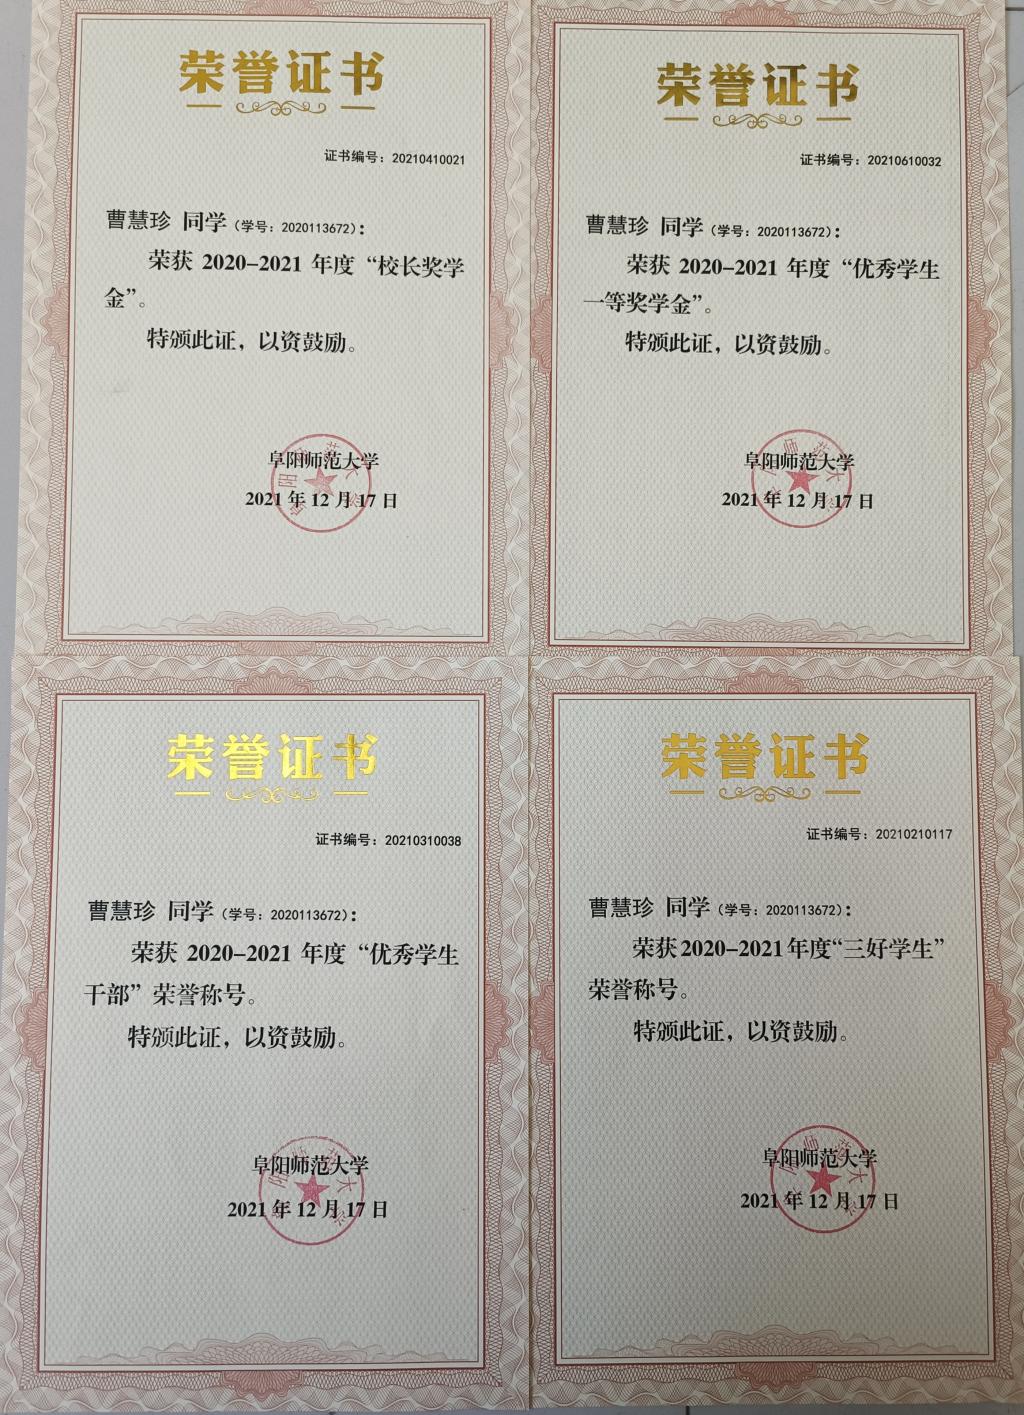 荣誉证书
证书编号：20210410021
曹慧珍 同学（学号：2020113672）：
荣获 2020-2021 年度“校长奖学
金”。
特颁此证，以资鼓励。
阜阳师范大学
2021 年 12 月 17 日
荣誉证书
证书编号：20210610032
曹慧珍 同学（学号：2020113672）：
荣获 2020-2021 年度“优秀学生
一等奖学金”。
特颁此证，以资鼓励。
阜阳师范大学
2021 年 12 月 17 日
荣誉证书
证书编号：20210310038
曹慧珍 同学（学号：2020113672）：
荣获 2020-2021 年度“优秀学生
干部”荣誉称号。
特颁此证，以资鼓励。
阜阳师范大学
2021 年 12 月 17 日
荣誉证书
证书编号：20210210117
曹慧珍 同学（学号：2020113672）：
荣获2020-2021年度“三好学生”
荣誉称号。
特颁此证，以资鼓励。
阜阳师范大学
2021 年 12 月 17 日